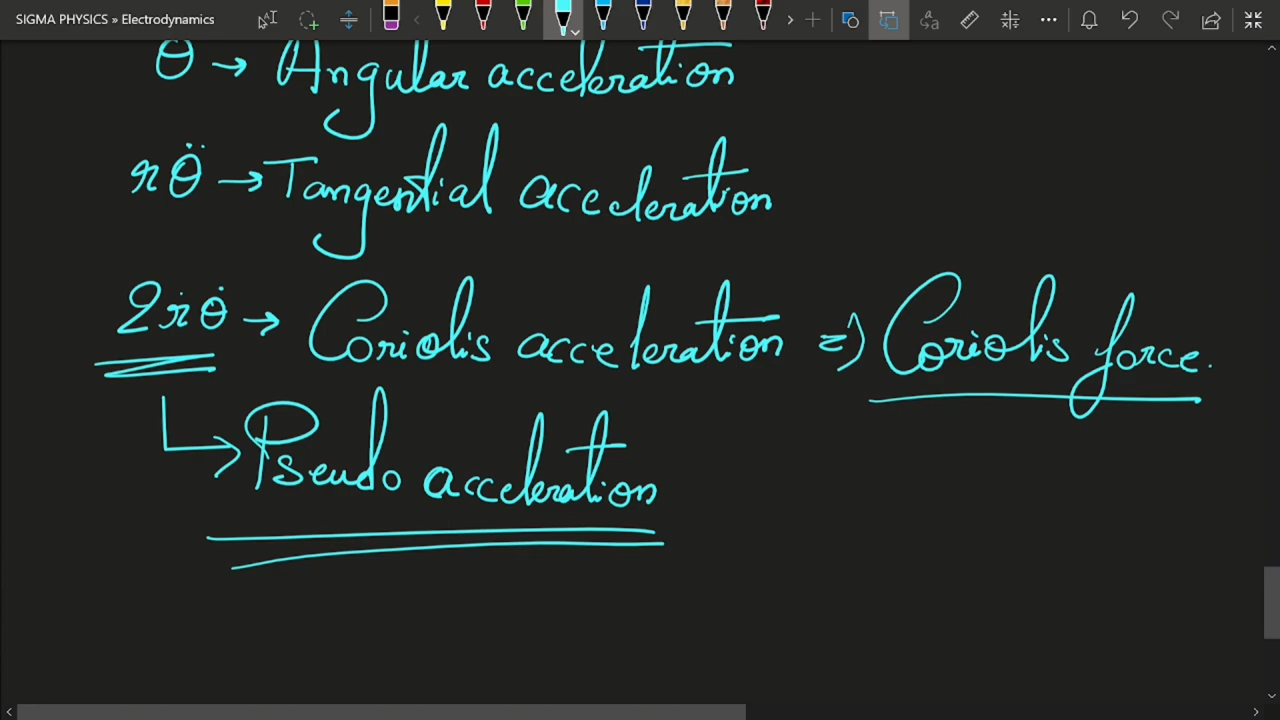 SIGMA PHYSICS » Electrodynamics
θ → Angular acceleration
rθ̈ → Tangential acceleration
2ṙθ̇ → Coriolis acceleration ⇒ Coriolis force.
↳ Pseudo acceleration